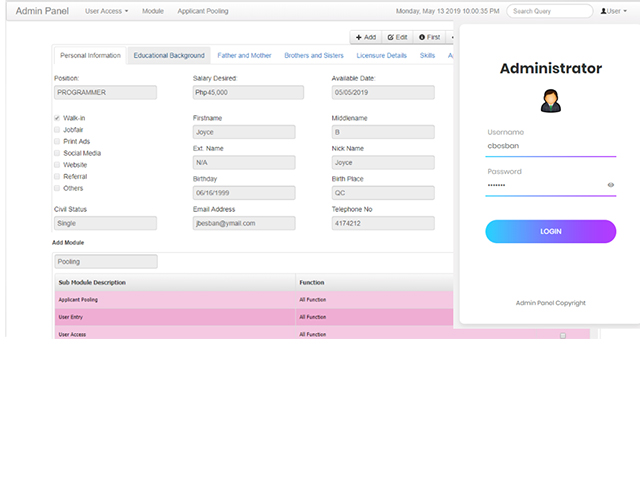 Admin Panel User Access Module Applicant Pooling Monday, May 13 2019 10:00:35 PM Search Query User
Add Edit First
Personal Information Educational Background Father and Mother Brothers and Sisters Licensure Details Skills
Position: Salary Desired: Available Date:
PROGRAMMER Php45,000 05/05/2019
Walk-in Firstname Middlename
Jobfair Joyce B
Print Ads
Social Media Ext. Name Nick Name
Website N/A Joyce
Referral Birthday Birth Place
Others 06/16/1999 QC
Civil Status Email Address Telephone No
Single jbesban@ymail.com 4174212
Add Module
Pooling
Sub Module Description Function
Applicant Pooling All Function
User Entry All Function
User Access All Function
Administrator
Username
cbesban
Password
•••••••
LOGIN
Admin Panel Copyright